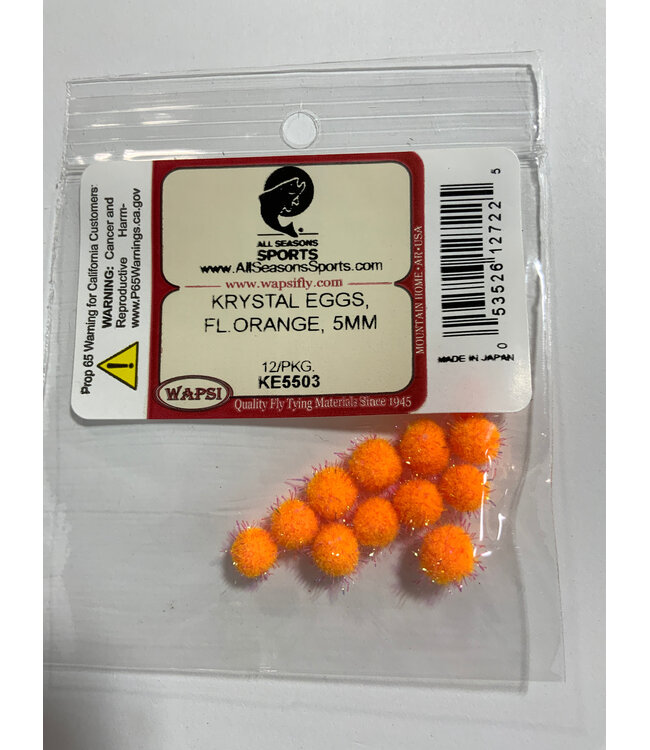 Prop 65 Warning for California Customers
WARNING: Cancer and
Reproductive Harm-
www.P65Warnings.ca.gov
ALL SEASONS
SPORTS
www.AllSeasonsSports.com
www.wapsifly.com
KRYSTAL EGGS,
FL.ORANGE, 5MM
12/PKG.
KE5503
WAPSI
Quality Fly Tying Materials Since 1945
MOUNTAIN HOME • AR • USA
0 53526 12722 5
MADE IN JAPAN